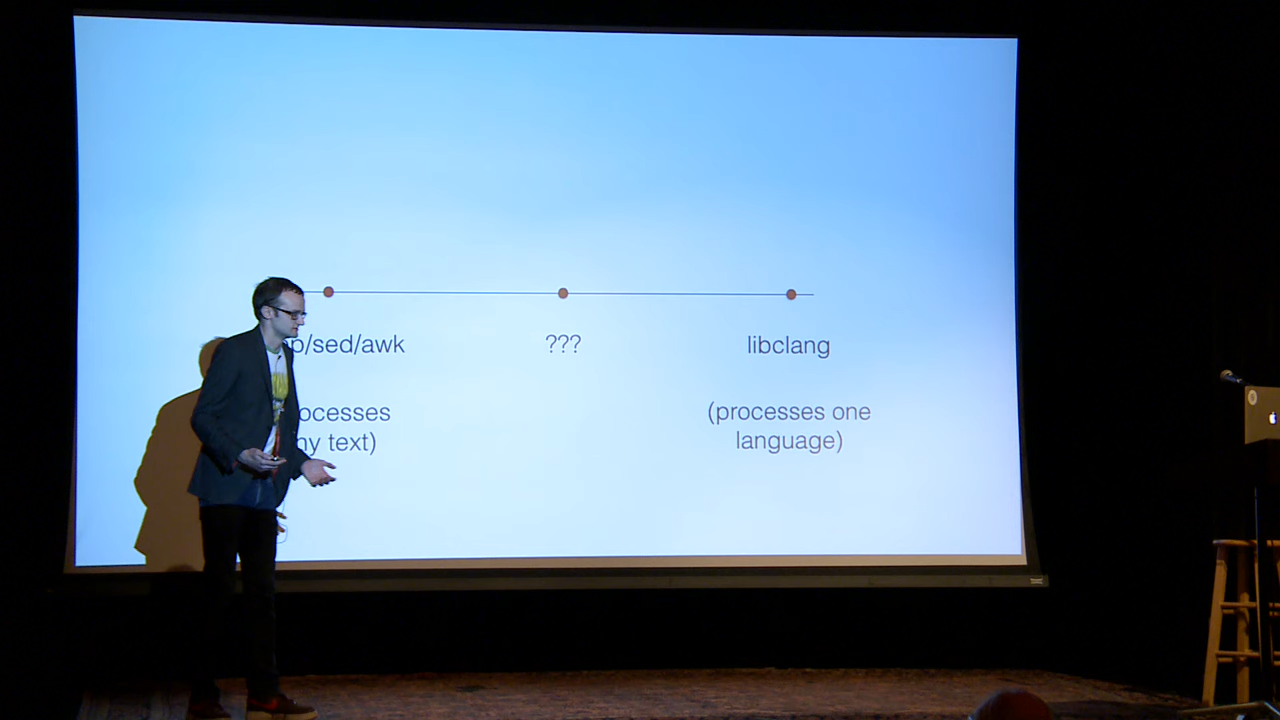 p/sed/awk
???
libclang
ocesses
ny text)
(processes one
language)